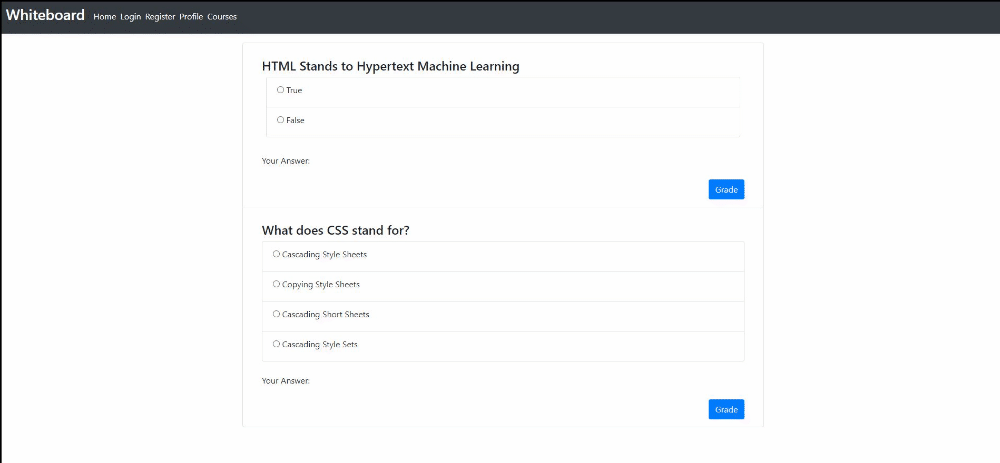 Whiteboard Home Login Register Profile Courses
HTML Stands to Hypertext Machine Learning
True
False
Your Answer:
Grade
What does CSS stand for?
Cascading Style Sheets
Copying Style Sheets
Cascading Short Sheets
Cascading Style Sets
Your Answer:
Grade